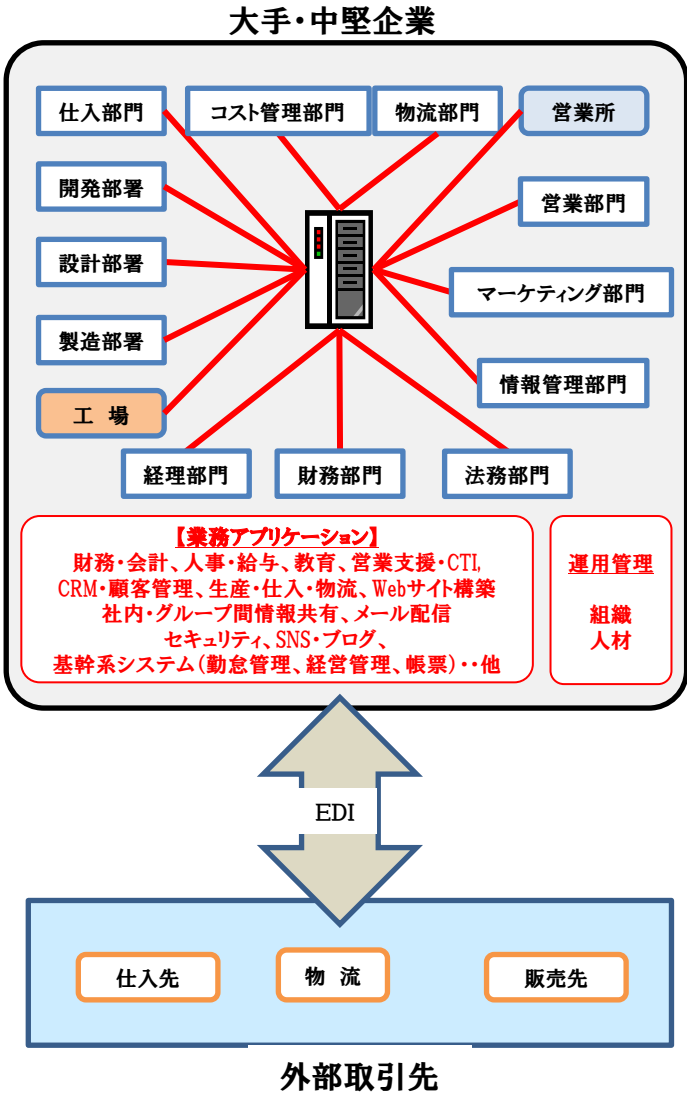 大手・中堅企業
仕入部門
コスト管理部門
物流部門
営業所
開発部署
営業部門
設計部署
マーケティング部門
製造部署
情報管理部門
工 場
経理部門
財務部門
法務部門
【業務アプリケーション】
財務・会計、人事・給与、教育、営業支援・CTI,
CRM・顧客管理、生産・仕入・物流、Webサイト構築
社内・グループ間情報共有、メール配信
セキュリティ、SNS・ブログ、
基幹系システム(勤怠管理、経営管理、帳票)・・他
運用管理
組織
人材
EDI
仕入先
物 流
販売先
外部取引先